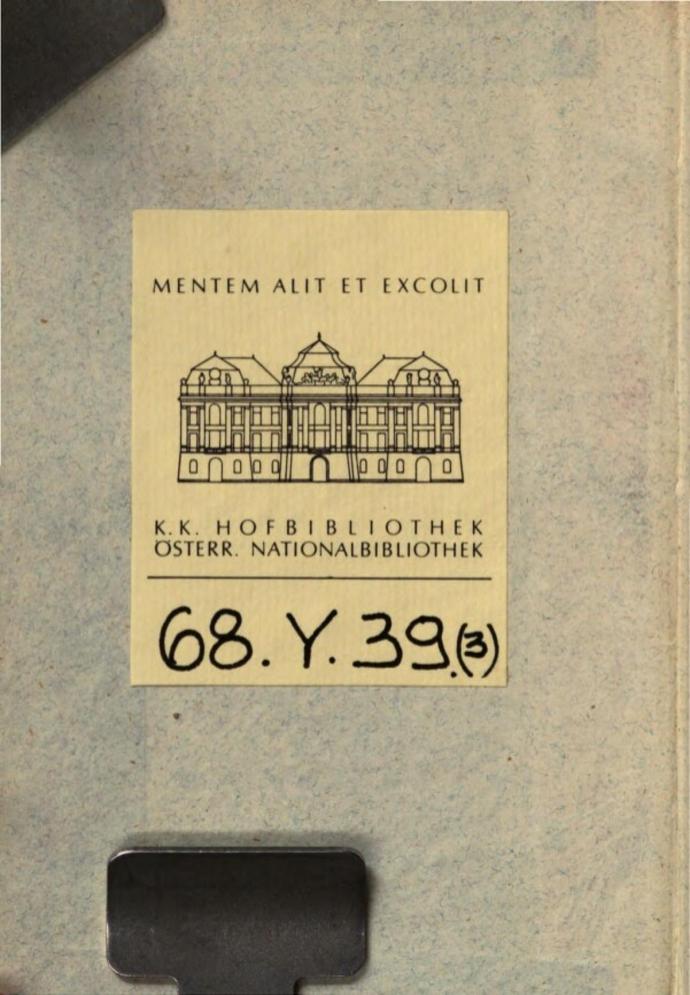 MENTEM ALIT ET EXCOLIT
K.K. HOFBIBLIOTHEK
ÖSTERR. NATIONALBIBLIOTHEK
68. Y. 39.(3)